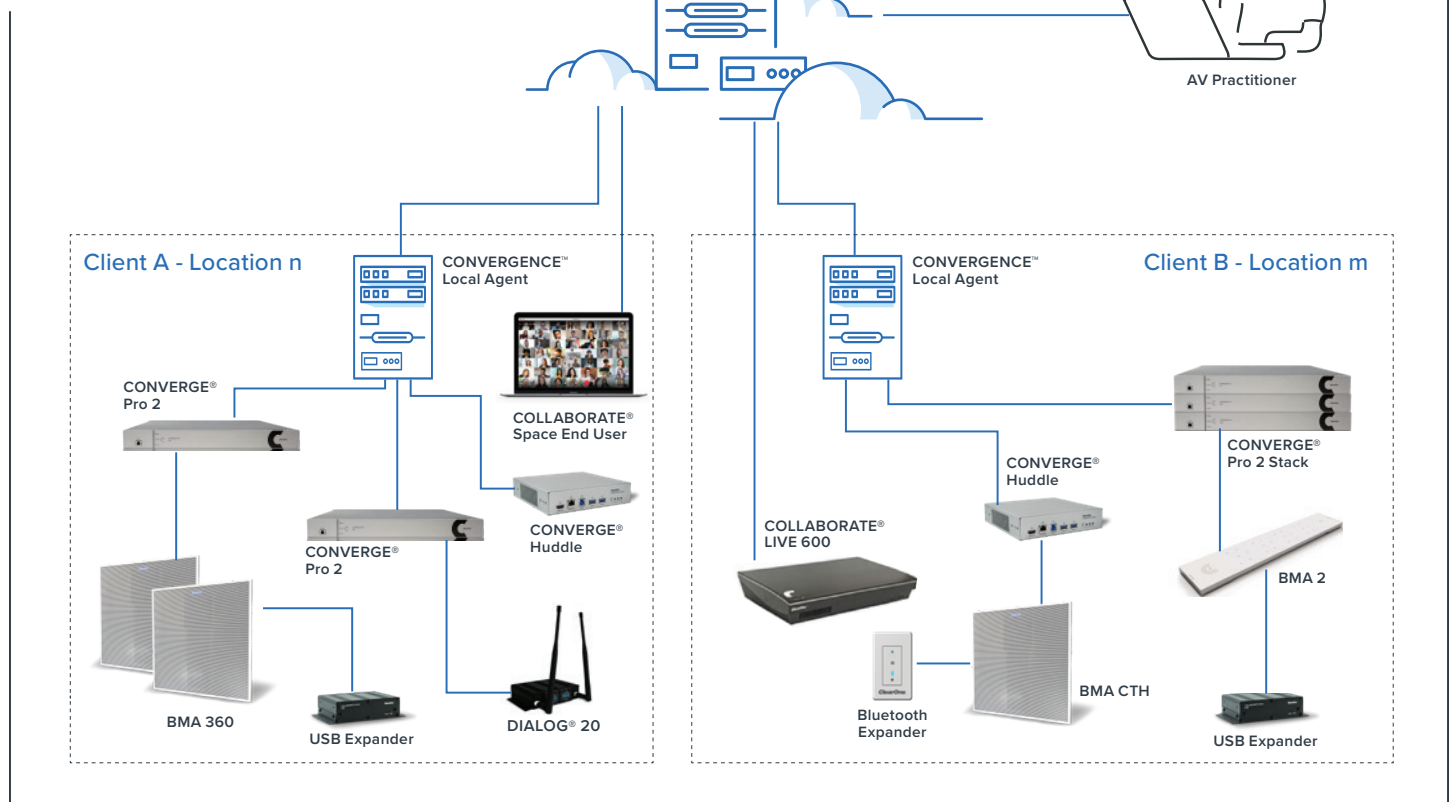 AV Practitioner
Client A - Location n
CONVERGENCE™
Local Agent
CONVERGE®
Pro 2
COLLABORATE®
Space End User
CONVERGE®
Huddle
CONVERGE®
Pro 2
BMA 360
USB Expander
DIALOG® 20
Client B - Location m
CONVERGENCE™
Local Agent
CONVERGE®
Pro 2 Stack
CONVERGE®
Huddle
COLLABORATE®
LIVE 600
BMA 2
ClearOne
BMA CTH
Bluetooth
Expander
USB Expander